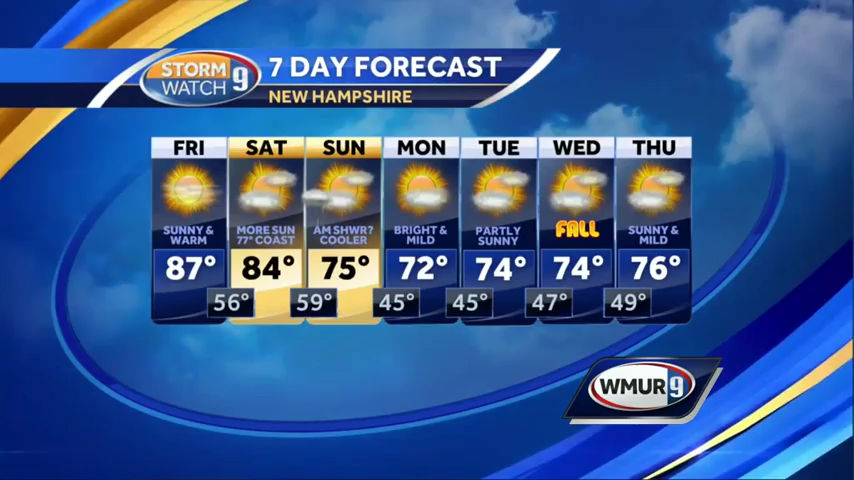 STORM WATCH 9
7 DAY FORECAST
NEW HAMPSHIRE
FRI SAT SUN MON TUE WED THU
SUNNY & WARM
MORE SUN 77° COAST
AM SHWR? COOLER
BRIGHT & MILD
PARTLY SUNNY
FALL
SUNNY & MILD
87° 84° 75° 72° 74° 74° 76°
56° 59° 45° 45° 47° 49°
WMUR 9